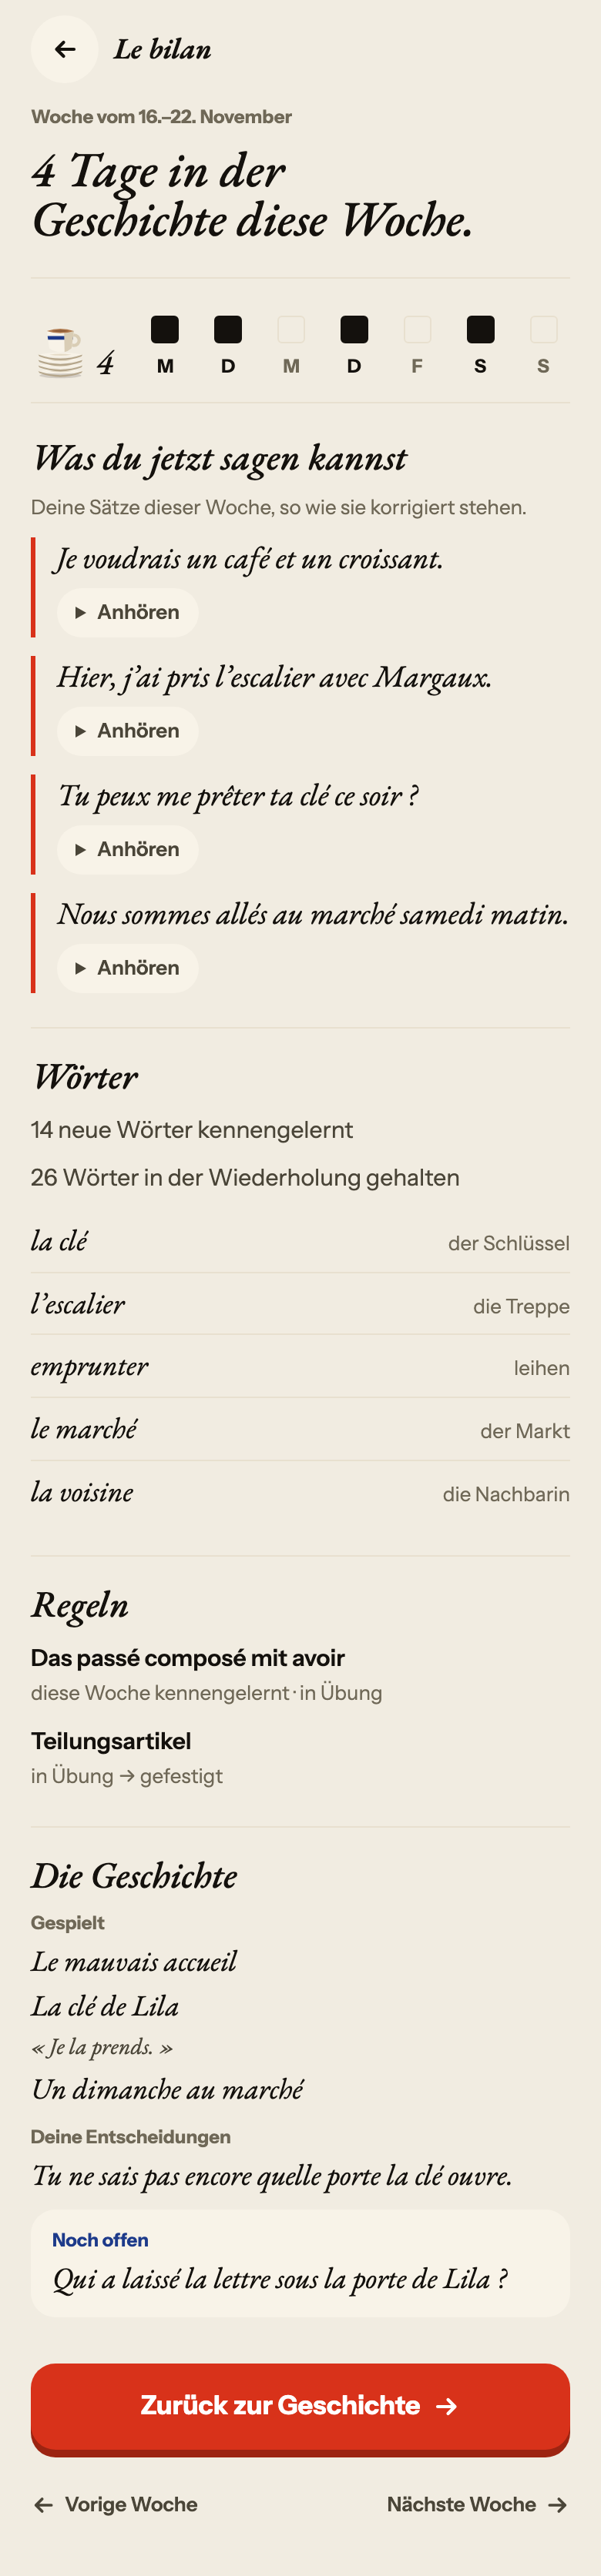 Le bilan
Woche vom 16.–22. November
4 Tage in der
Geschichte diese Woche.
4
M D M D F S S
Was du jetzt sagen kannst
Deine Sätze dieser Woche, so wie sie korrigiert stehen.
Je voudrais un café et un croissant.
Anhören
Hier, j’ai pris l’escalier avec Margaux.
Anhören
Tu peux me prêter ta clé ce soir ?
Anhören
Nous sommes allés au marché samedi matin.
Anhören
Wörter
14 neue Wörter kennengelernt
26 Wörter in der Wiederholung gehalten
la clé der Schlüssel
l’escalier die Treppe
emprunter leihen
le marché der Markt
la voisine die Nachbarin
Regeln
Das passé composé mit avoir
diese Woche kennengelernt · in Übung
Teilungsartikel
in Übung → gefestigt
Die Geschichte
Gespielt
Le mauvais accueil
La clé de Lila
« Je la prends. »
Un dimanche au marché
Deine Entscheidungen
Tu ne sais pas encore quelle porte la clé ouvre.
Noch offen
Qui a laissé la lettre sous la porte de Lila ?
Zurück zur Geschichte →
← Vorige Woche Nächste Woche →